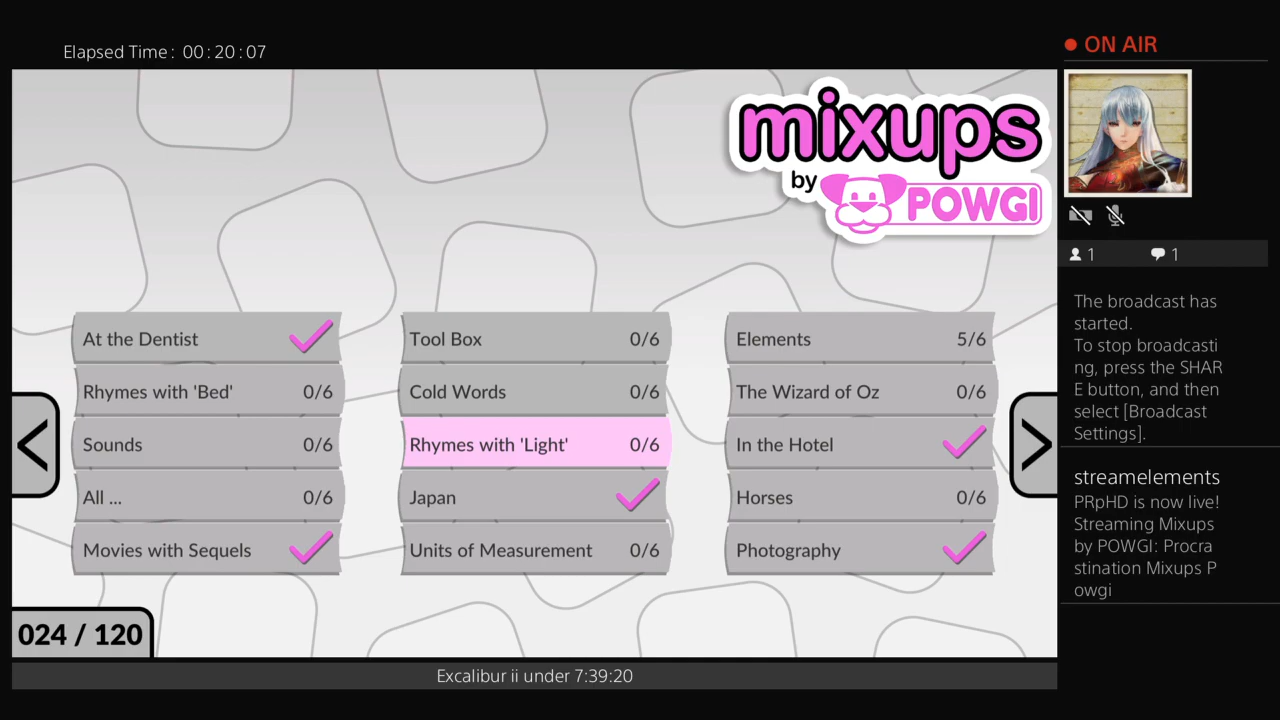 Elapsed Time: 00:20:07
ON AIR
mixups
by POWGI
1 1
The broadcast has
started.
To stop broadcasti
ng, press the SHAR
E button, and then
select [Broadcast
Settings].
streamelements
PRpHD is now live!
Streaming Mixups
by POWGI: Procra
stination Mixups P
owgi
At the Dentist
Rhymes with 'Bed' 0/6
Sounds 0/6
All ... 0/6
Movies with Sequels
Tool Box 0/6
Cold Words 0/6
Rhymes with 'Light' 0/6
Japan
Units of Measurement 0/6
Elements 5/6
The Wizard of Oz 0/6
In the Hotel
Horses 0/6
Photography
024 / 120
Excalibur ii under 7:39:20